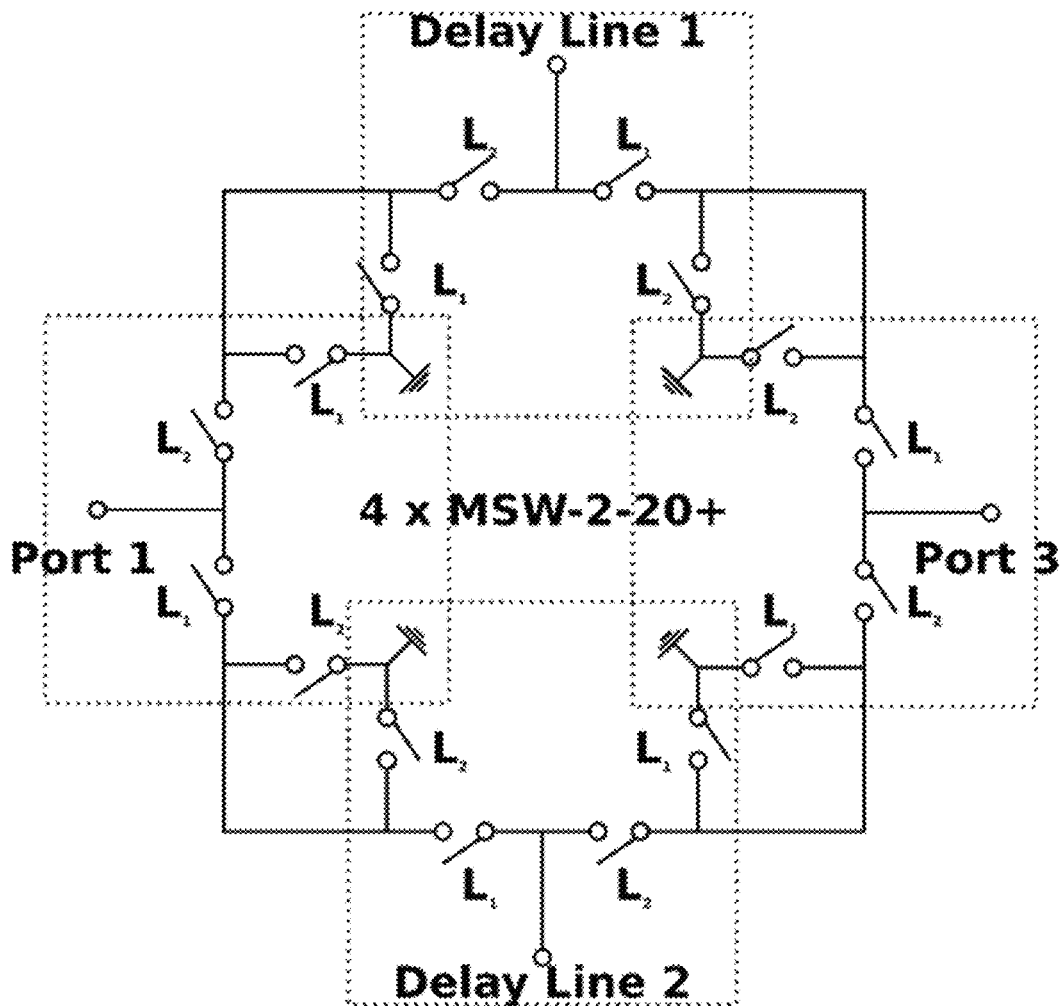 Delay Line 1
L₂ L₁
L₁ L₂
L₁ L₂
L₂ L₁
4 x MSW-2-20+
Port 1 Port 3
L₁ L₂ L₁ L₂
L₂ L₁
L₁ L₂
Delay Line 2